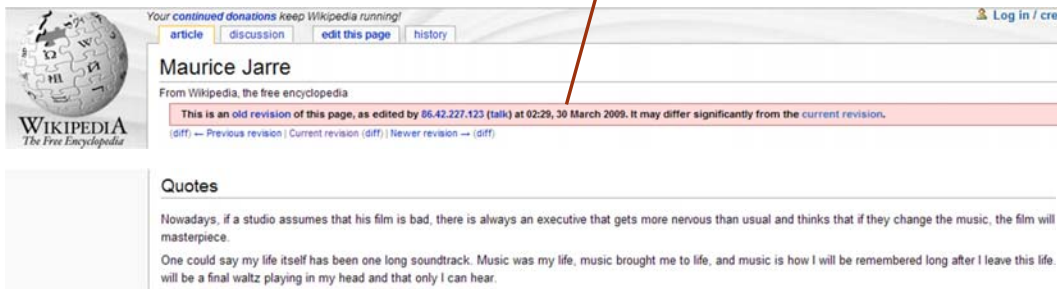 Your continued donations keep Wikipedia running!
Log in / cre
article discussion edit this page history
Maurice Jarre
From Wikipedia, the free encyclopedia
This is an old revision of this page, as edited by 86.42.227.123 (talk) at 02:29, 30 March 2009. It may differ significantly from the current revision.
(diff) ← Previous revision | Current revision (diff) | Newer revision → (diff)
WIKIPEDIA
The Free Encyclopedia
Quotes
Nowadays, if a studio assumes that his film is bad, there is always an executive that gets more nervous than usual and thinks that if they change the music, the film will
masterpiece.
One could say my life itself has been one long soundtrack. Music was my life, music brought me to life, and music is how I will be remembered long after I leave this life.
will be a final waltz playing in my head and that only I can hear.